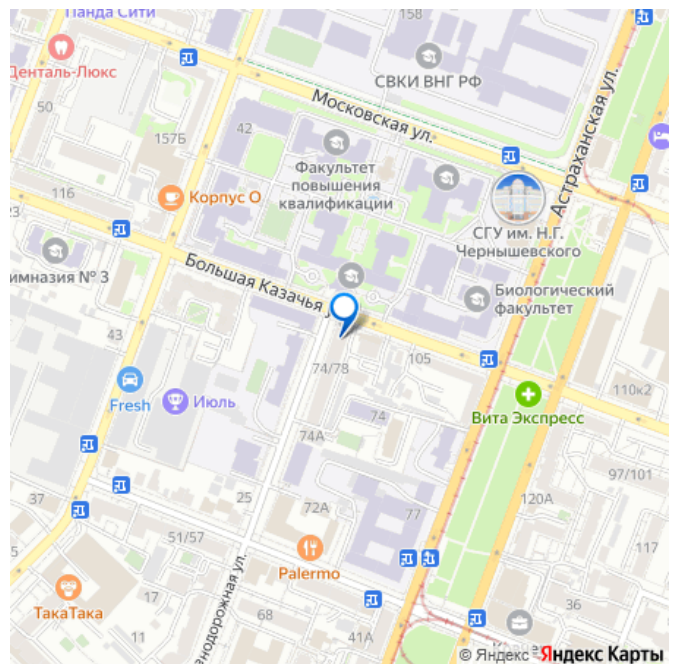 Панда Сити
158
Денталь-Люкс
СВКИ ВНГ РФ
50
Московская ул.
Астраханская ул.
157Б
42
Факультет
повышения
квалификации
116
Корпус О
СГУ им. Н.Г.
Чернышевского
Большая Казачья
имназия № 3
Биологический
факультет
43
74/78
105
110к2
Fresh
Июль
Вита Экспресс
74
74А
97/101
37
25
72А
77
120А
51/57
117
Palermo
знодорожная ул.
ТакаТака
17
68
36
11
41А
© Яндекс Яндекс Карты